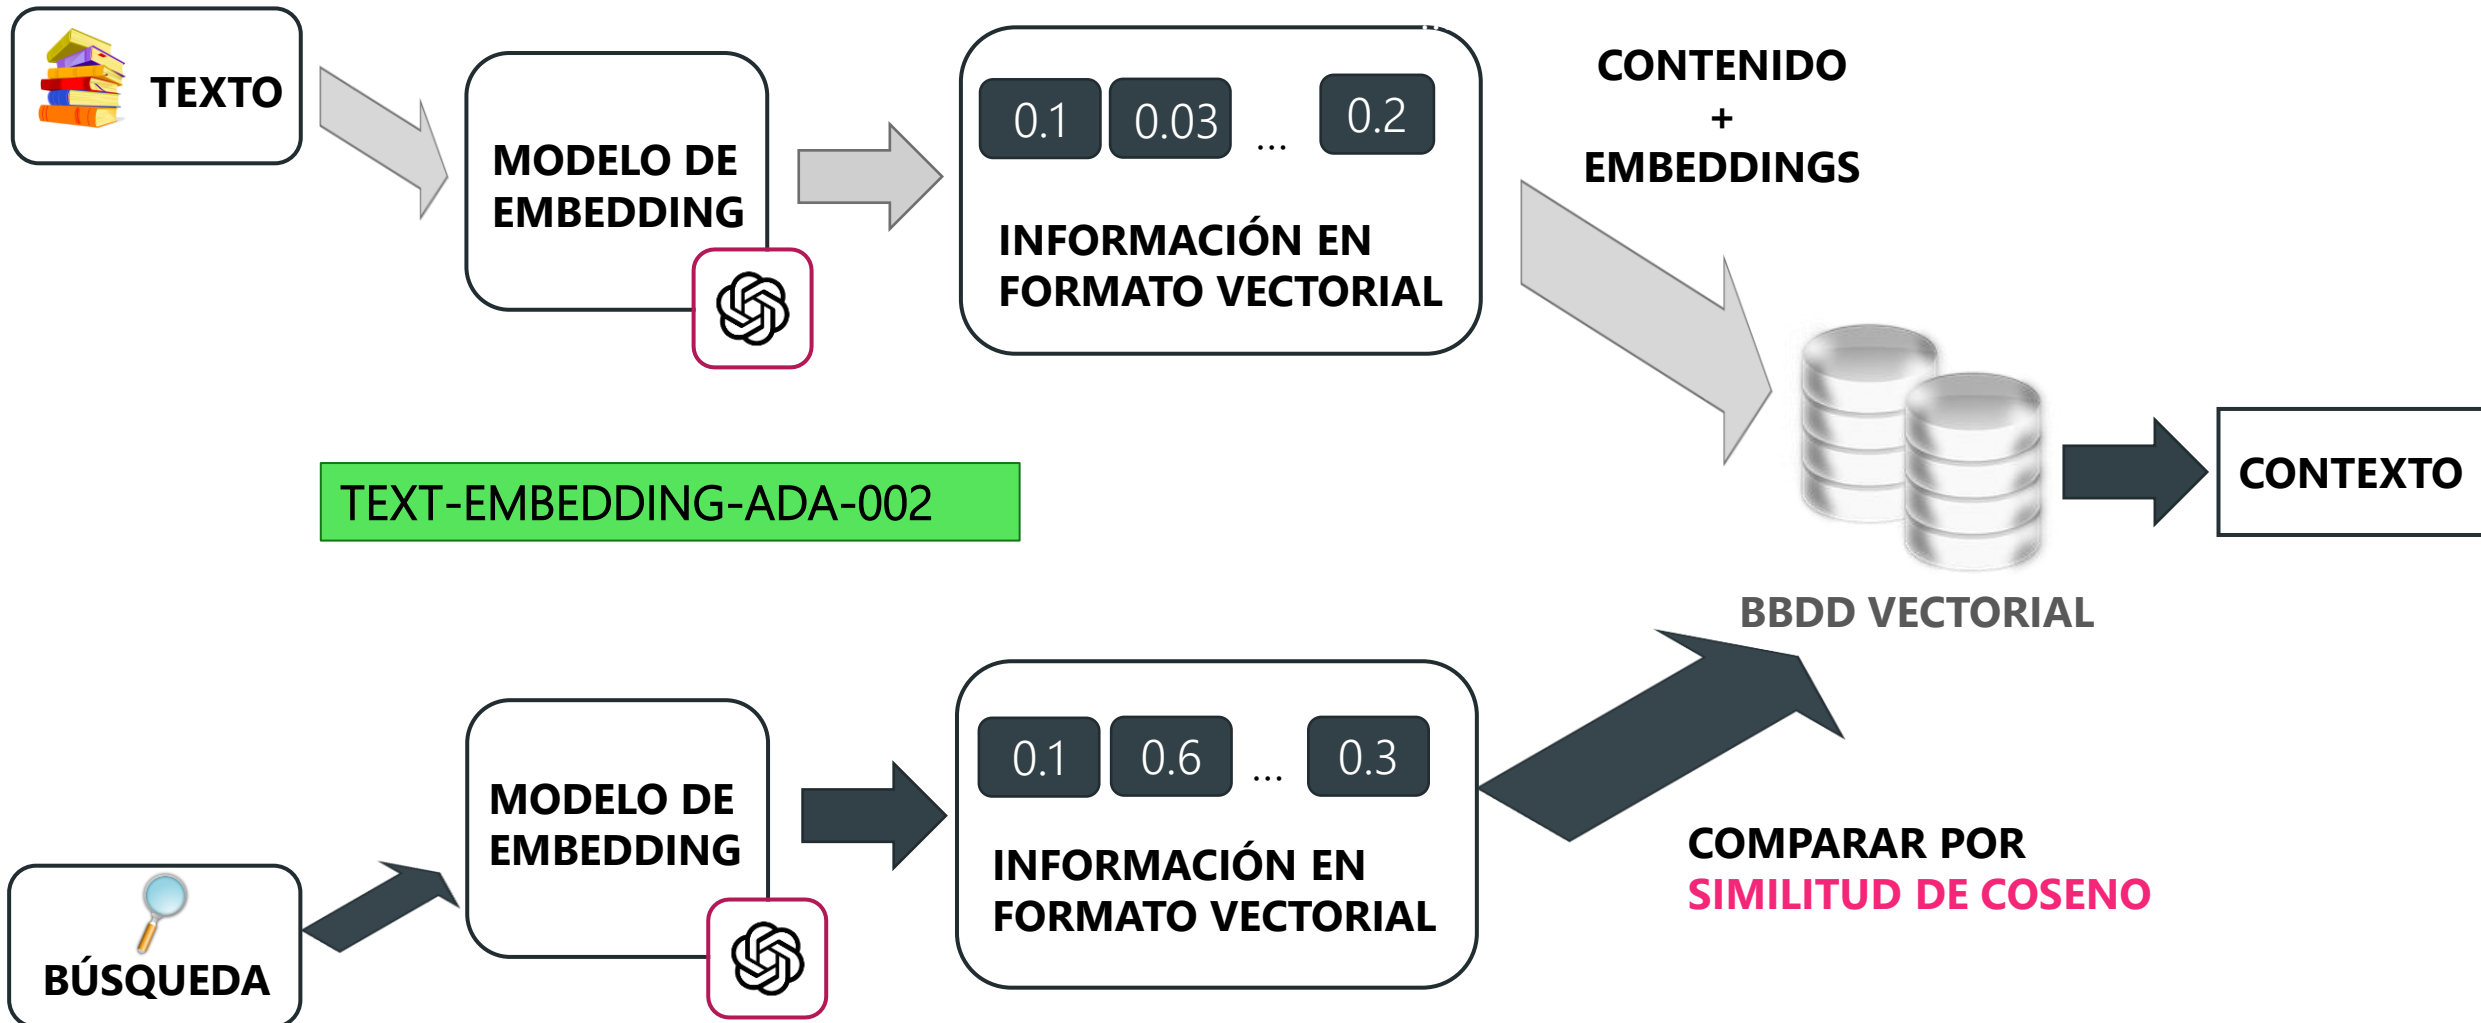 TEXTO
MODELO DE
EMBEDDING
0.1 0.03 ... 0.2
INFORMACIÓN EN
FORMATO VECTORIAL
CONTENIDO
+
EMBEDDINGS
TEXT-EMBEDDING-ADA-002
BBDD VECTORIAL
CONTEXTO
BÚSQUEDA
MODELO DE
EMBEDDING
0.1 0.6 ... 0.3
INFORMACIÓN EN
FORMATO VECTORIAL
COMPARAR POR
SIMILITUD DE COSENO